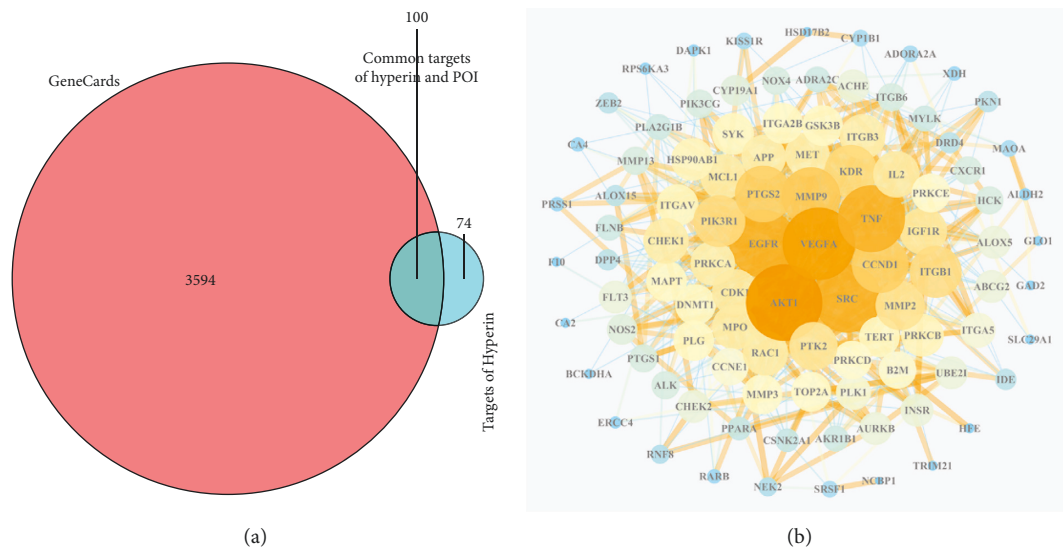 100
Common targets
of hyperin and POI
GeneCards
74
3594
Targets of Hyperin
(a)
HSD17B2
CYP1B1
KISS1R
DAPK1
ADORA2A
RPS6KA3
NOX4
ADRA2C
ACHE
XDH
CYP19A1
ZEB2
PIK3CG
ITGB6
PKN1
PLA2G1B
SYK
ITGA2B
GSK3B
ITGB3
MYLK
CA4
DRD4
MAOA
MMP13
HSP90AB1
APP
MET
KDR
IL2
CXCR1
MCL1
ALOX15
PTGS2
MMP9
PRKCE
HCK
ALDH2
PRSS1
ITGAV
FLNB
PIK3R1
TNF
IGF1R
CHEK1
EGFR
VEGFA
ALOX5
GLO1
F10
DPP4
PRKCA
CCND1
ITGB1
MAPT
CDK1
ABCG2
GAD2
FLT3
DNMT1
AKT1
SRC
MMP2
CA2
NOS2
MPO
ITGA5
PLG
TERT
PRKCB
SLC29A1
PTGS1
RAC1
PTK2
PRKCD
BCKDHA
CCNE1
B2M
UBE2I
IDE
ALK
MMP3
TOP2A
PLK1
CHEK2
INSR
ERCC4
PPARA
CSNK2A1
AKR1B1
AURKB
HFE
RNF8
TRIM21
RARB
NEK2
SRSF1
NCBP1
(b)